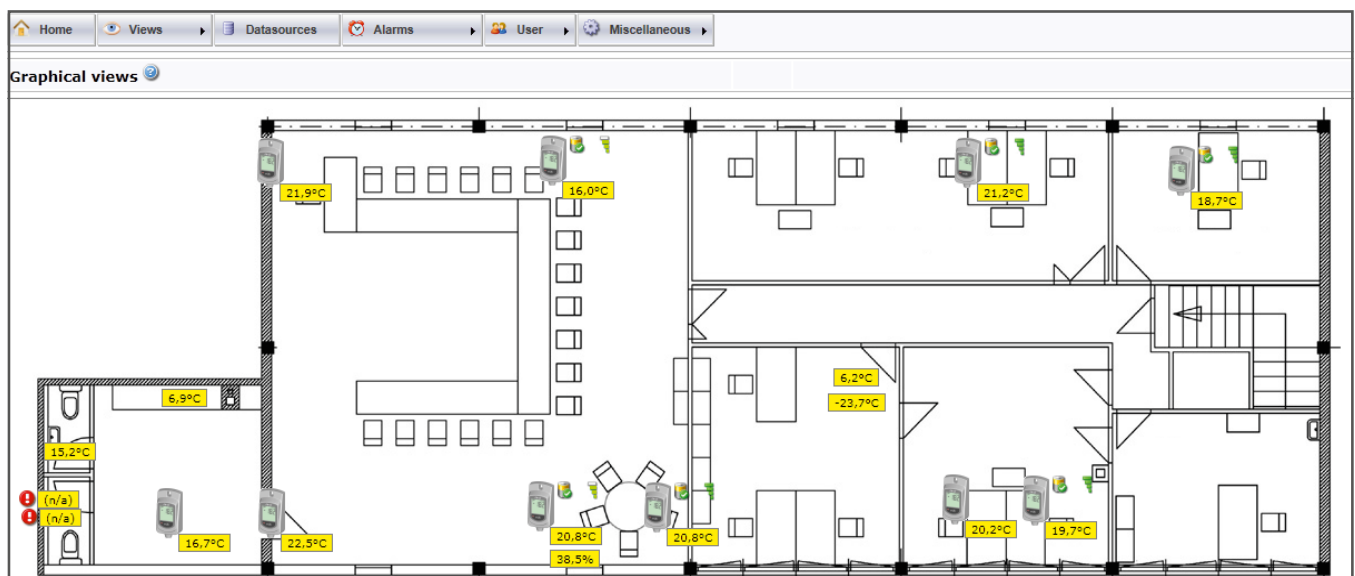 Home Views Datasources Alarms User Miscellaneous
Graphical views
21,9°C 16,0°C 21,2°C 18,7°C
6,2°C
6,9°C -23,7°C
15,2°C
(n/a)
(n/a)
16,7°C 22,5°C 20,8°C 20,8°C 20,2°C 19,7°C
38,5%